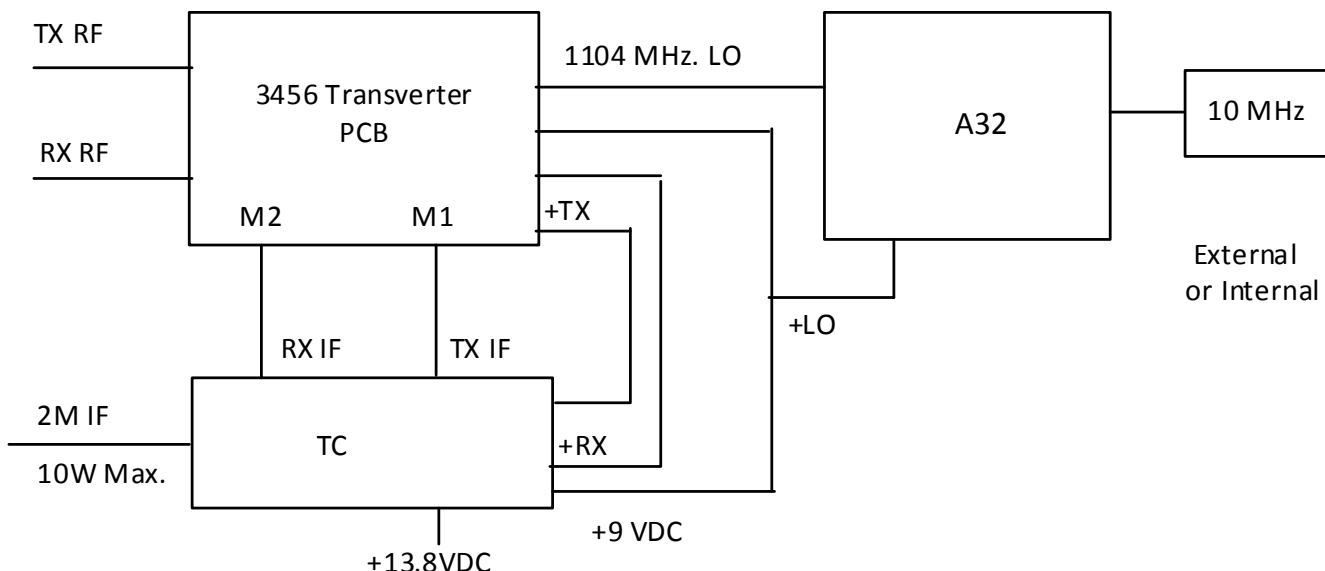 TX RF
1104 MHz. LO
3456 Transverter
PCB
A32
10 MHz
RX RF
M2
M1
+TX
External
or Internal
+LO
RX IF
TX IF
2M IF
TC
+RX
10W Max.
+9 VDC
+13.8VDC